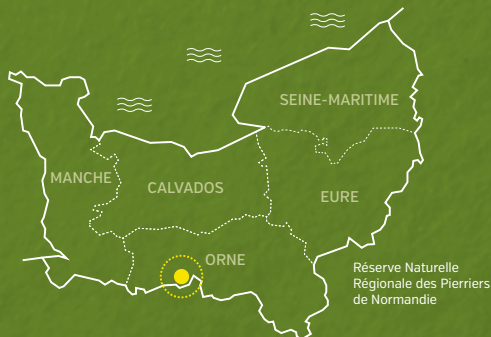 SEINE-MARITIME
MANCHE
CALVADOS
EURE
ORNE
Réserve Naturelle
Régionale des Pierriers
de Normandie